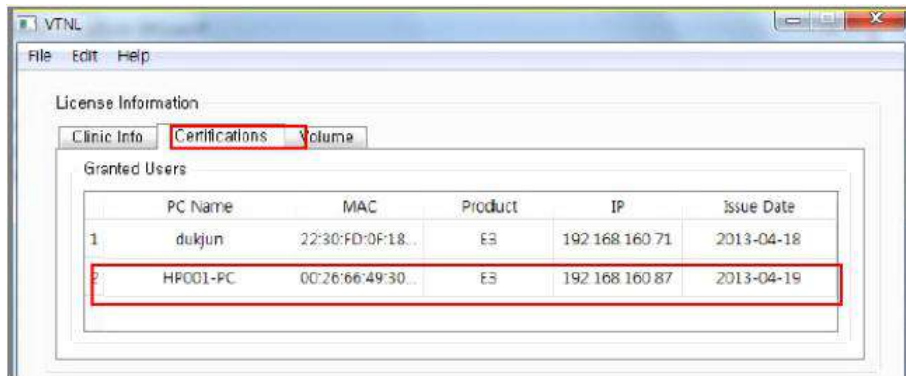 VTNL
File Edit Help
License Information
Clinic Info Certifications Volume
Granted Users
PC Name MAC Product IP Issue Date
1 dukjun 22:30:FD:0F:18... E3 192.168.160.71 2013-04-18
2 HP001-PC 00:26:66:49:30... E3 192.168.160.87 2013-04-19